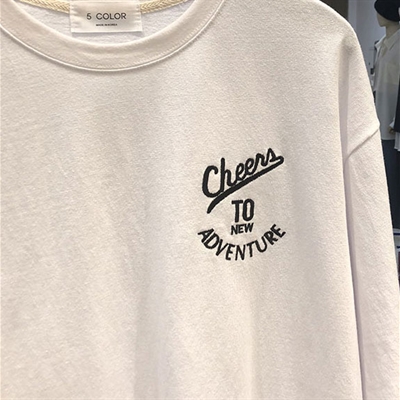 5 COLOR
Cheers
TO
NEW
ADVENTURE